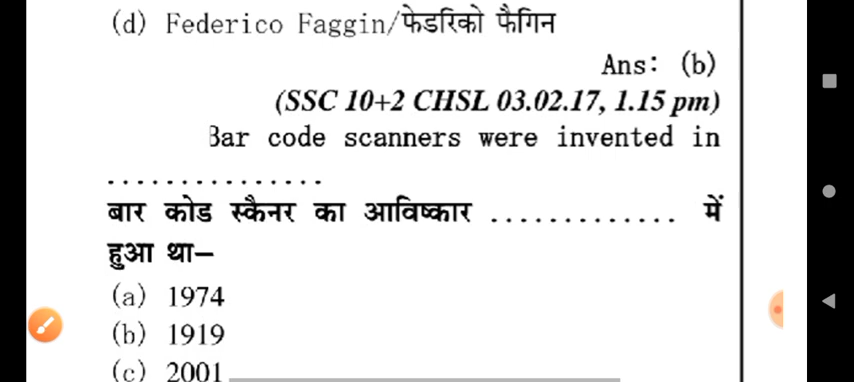 (d) Federico Faggin/फेडरिको फैगिन
Ans: (b)
(SSC 10+2 CHSL 03.02.17, 1.15 pm)
Bar code scanners were invented in
...............
बार कोड स्कैनर का आविष्कार ............. में
हुआ था–
(a) 1974
(b) 1919
(c) 2001